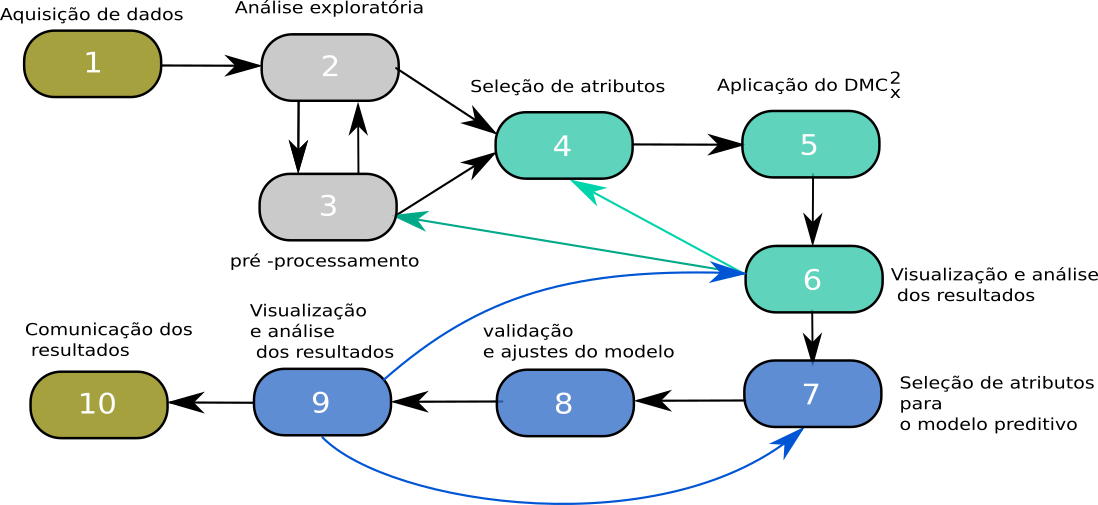 Aquisição de dados
1
Análise exploratória
2
3
pré -processamento
Seleção de atributos
4
Aplicação do DMC²ₓ
5
6
Visualização e análise
dos resultados
7
Seleção de atributos
para
o modelo preditivo
validação
e ajustes do modelo
8
Visualização
e análise
dos resultados
9
Comunicação dos
resultados
10